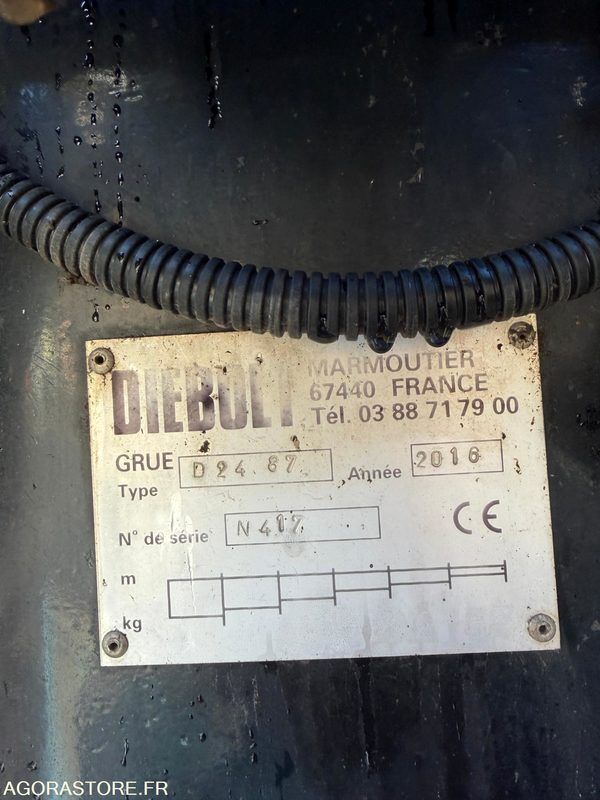 DIEBOLT
MARMOUTIER
67440 FRANCE
Tél. 03 88 71 79 00
GRUE
Type D24 87 Année 2016
N° de série N 417
CE
m
kg
AGORASTORE.FR